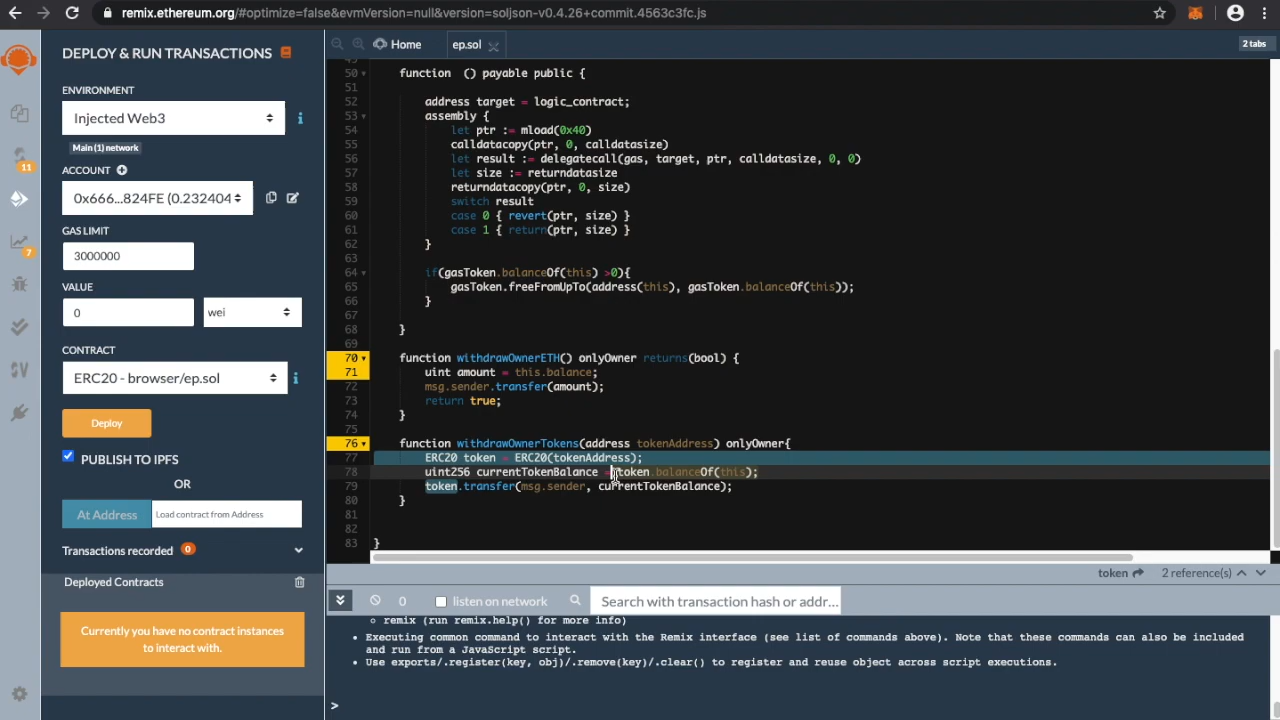 remix.ethereum.org/#optimize=false&evmVersion=null&version=soljson-v0.4.26+commit.4563c3fc.js
DEPLOY & RUN TRANSACTIONS
ENVIRONMENT
Injected Web3
i
Main (1) network
ACCOUNT
0x666...824FE (0.232404
GAS LIMIT
3000000
VALUE
0
wei
CONTRACT
ERC20 - browser/ep.sol
i
Deploy
PUBLISH TO IPFS
OR
At Address
Load contract from Address
Transactions recorded 0
Deployed Contracts
Currently you have no contract instances
to interact with.
11
7
Home
ep.sol
2 tabs
50 function () payable public {
51
52 address target = logic_contract;
53 assembly {
54 let ptr := mload(0x40)
55 calldatacopy(ptr, 0, calldatasize)
56 let result := delegatecall(gas, target, ptr, calldatasize, 0, 0)
57 let size := returndatasize
58 returndatacopy(ptr, 0, size)
59 switch result
60 case 0 { revert(ptr, size) }
61 case 1 { return(ptr, size) }
62 }
63
64 if(gasToken.balanceOf(this) >0){
65 gasToken.freeFromUpTo(address(this), gasToken.balanceOf(this));
66 }
67
68 }
69
70 function withdrawOwnerETH() onlyOwner returns(bool) {
71 uint amount = this.balance;
72 msg.sender.transfer(amount);
73 return true;
74 }
75
76 function withdrawOwnerTokens(address tokenAddress) onlyOwner{
77 ERC20 token = ERC20(tokenAddress);
78 uint256 currentTokenBalance = token.balanceOf(this);
79 token.transfer(msg.sender, currentTokenBalance);
80 }
81
82
83 }
token 2 reference(s)
0
listen on network
Search with transaction hash or addr...
remix (run remix.help() for more info)
• Executing common command to interact with the Remix interface (see list of commands above). Note that these commands can also be included
and run from a JavaScript script.
• Use exports/.register(key, obj)/.remove(key)/.clear() to register and reuse object across script executions.
>